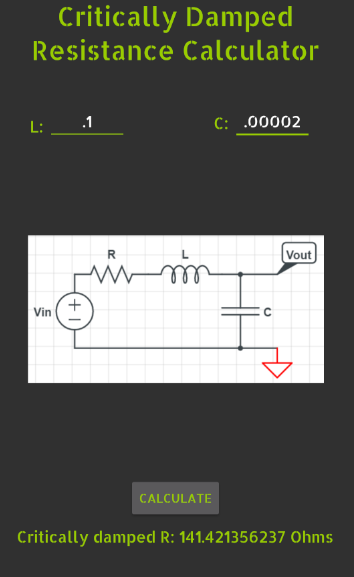 Critically Damped
Resistance Calculator
L: .1 C: .00002
R L Vout
Vin + C
CALCULATE
Critically damped R: 141.421356237 Ohms